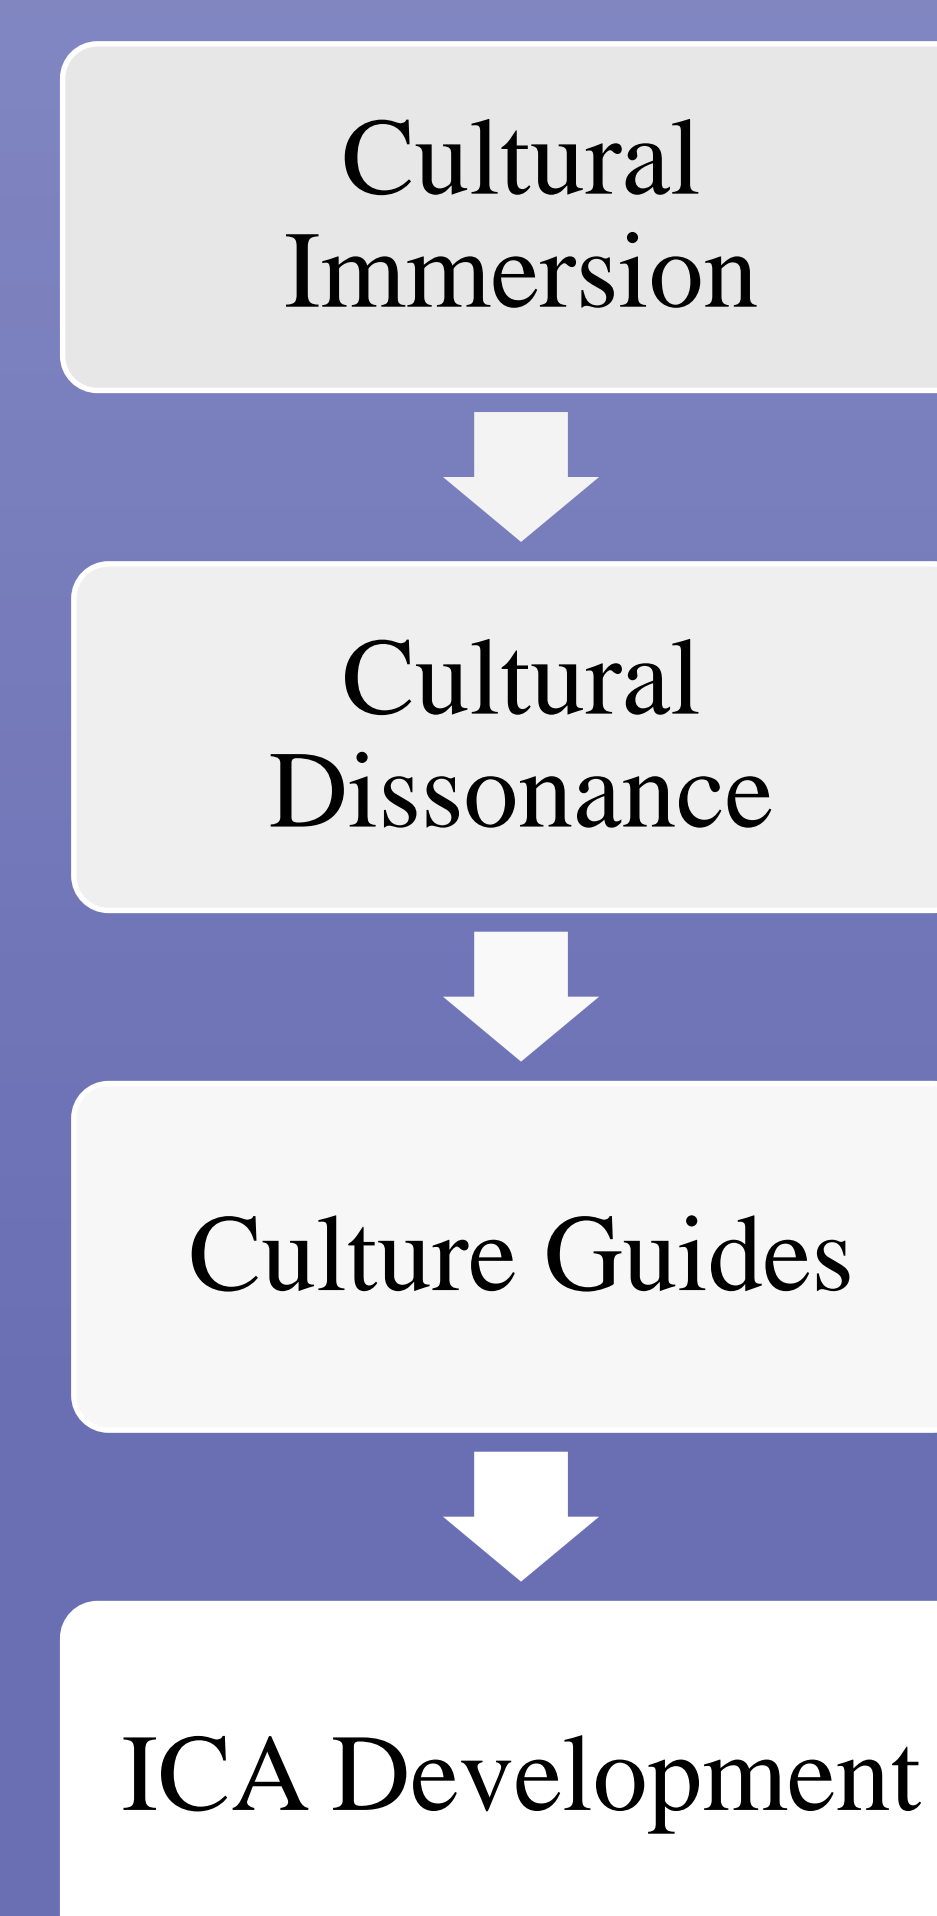 Cultural
Immersion
Cultural
Dissonance
Culture Guides
ICA Development